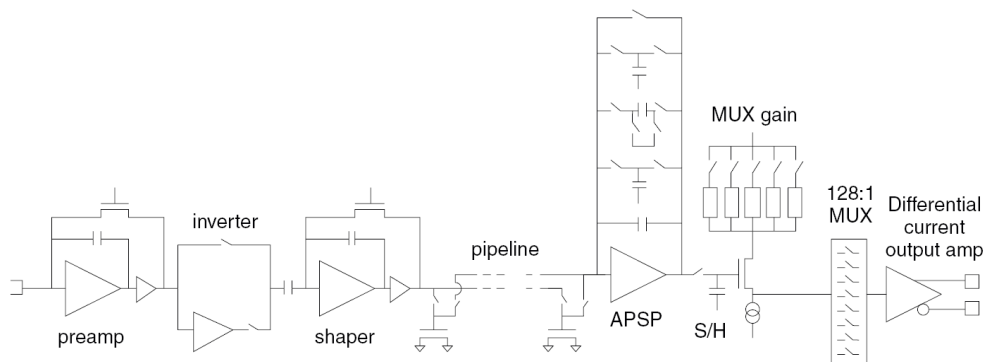 MUX gain
128:1
MUX
Differential
current
output amp
inverter
pipeline
preamp
shaper
APSP
S/H